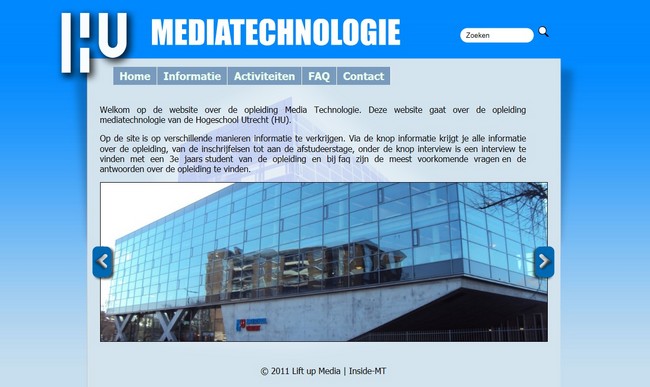 HU MEDIATECHNOLOGIE
Zoeken
Home Informatie Activiteiten FAQ Contact
Welkom op de website over de opleiding Media Technologie. Deze website gaat over de opleiding
mediatechnologie van de Hogeschool Utrecht (HU).
Op de site is op verschillende manieren informatie te verkrijgen. Via de knop informatie krijgt je alle informatie
over de opleiding, van de inschrijfeisen tot aan de afstudeerstage, onder de knop interview is een interview te
vinden met een 3e jaars student van de opleiding en bij faq zijn de meest voorkomende vragen en de
antwoorden over de opleiding te vinden.
© 2011 Lift up Media | Inside-MT